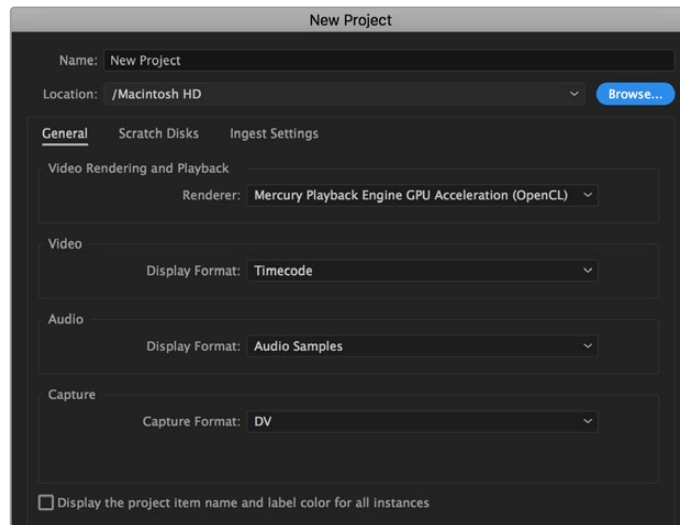 New Project
Name: New Project
Location: /Macintosh HD Browse...
General Scratch Disks Ingest Settings
Video Rendering and Playback
Renderer: Mercury Playback Engine GPU Acceleration (OpenCL)
Video
Display Format: Timecode
Audio
Display Format: Audio Samples
Capture
Capture Format: DV
Display the project item name and label color for all instances